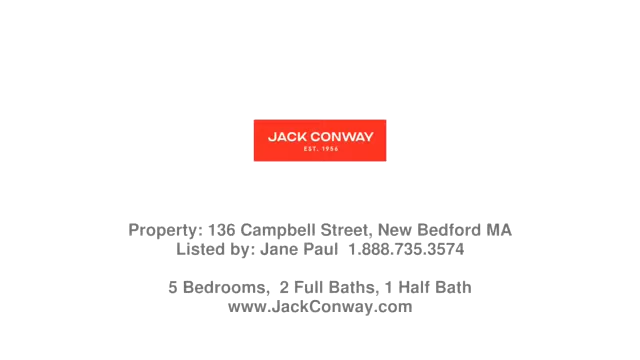 JACK CONWAY
EST. 1956
Property: 136 Campbell Street, New Bedford MA
Listed by: Jane Paul  1.888.735.3574
5 Bedrooms,  2 Full Baths, 1 Half Bath
www.JackConway.com